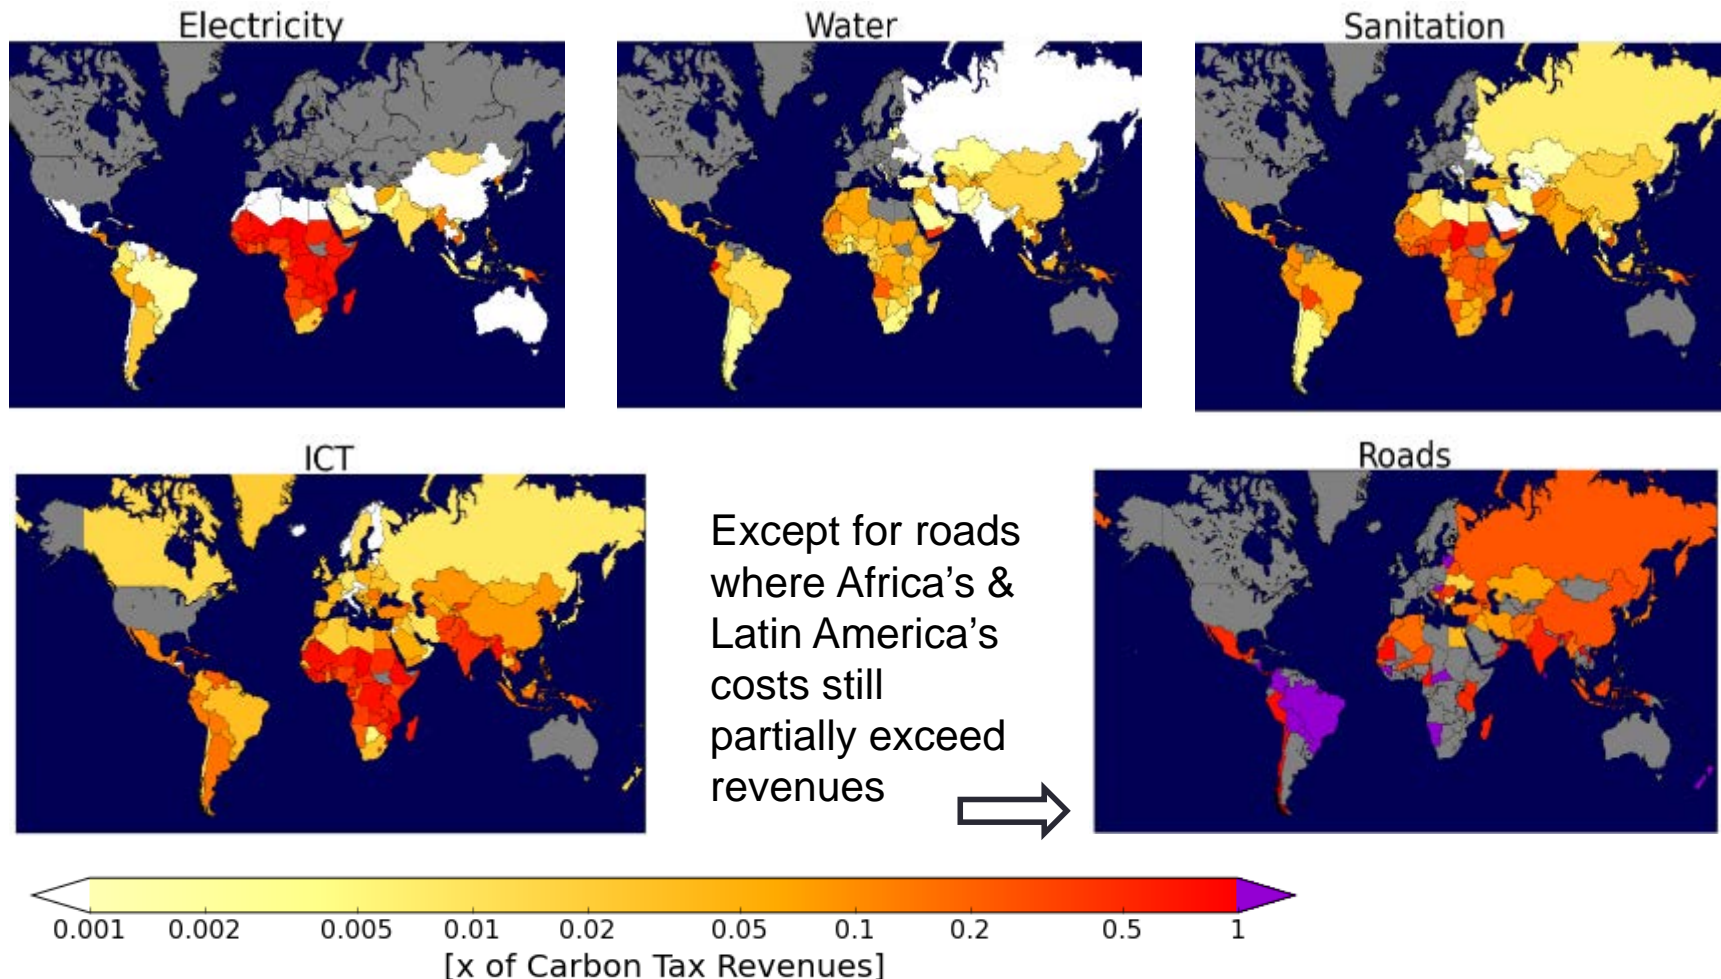 Electricity
Water
Sanitation
ICT
Roads
Except for roads
where Africa’s &
Latin America’s
costs still
partially exceed
revenues
0.001 0.002 0.005 0.01 0.02 0.05 0.1 0.2 0.5 1
[x of Carbon Tax Revenues]